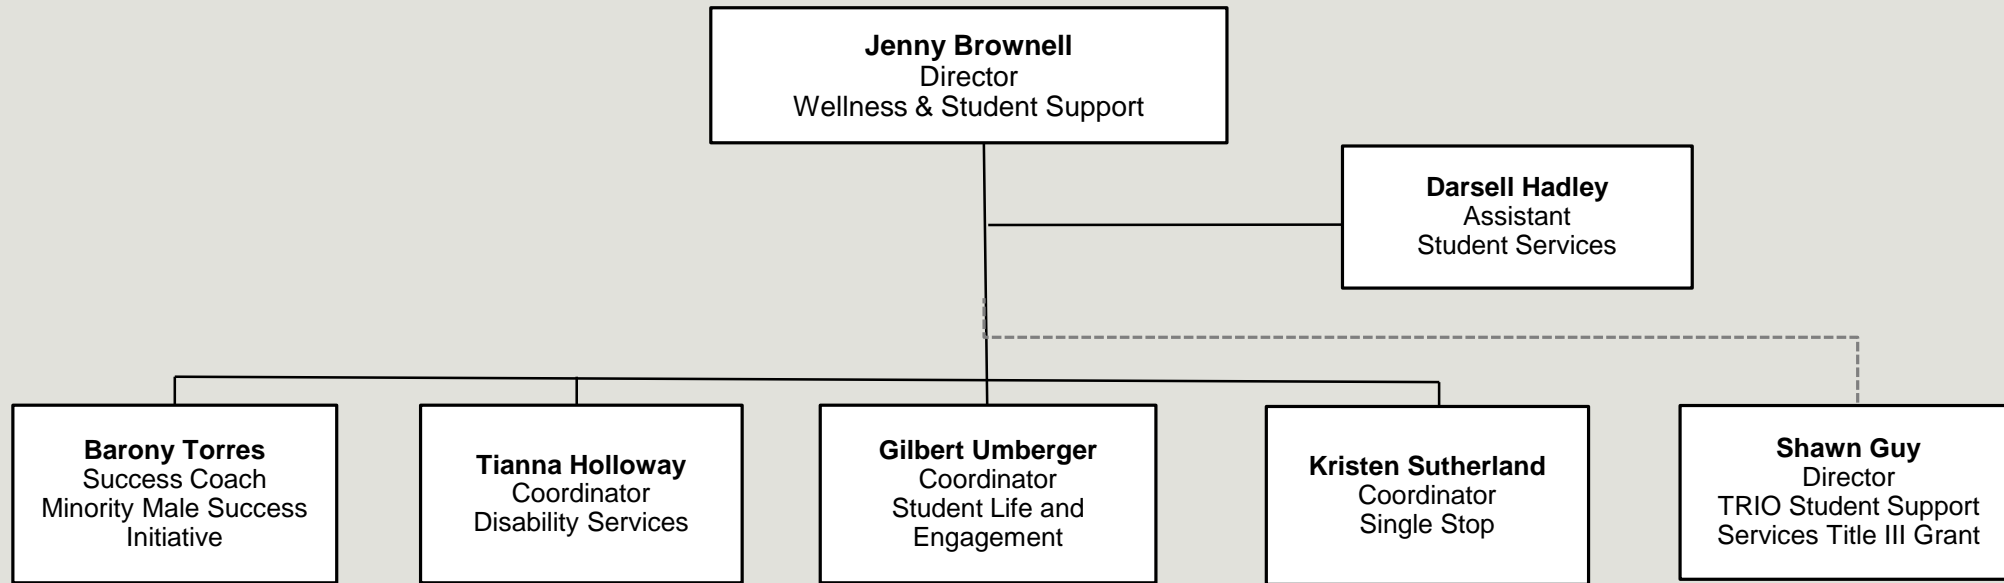 Jenny Brownell
Director
Wellness & Student Support
Darsell Hadley
Assistant
Student Services
Barony Torres
Success Coach
Minority Male Success
Initiative
Tianna Holloway
Coordinator
Disability Services
Gilbert Umberger
Coordinator
Student Life and
Engagement
Kristen Sutherland
Coordinator
Single Stop
Shawn Guy
Director
TRIO Student Support
Services Title III Grant